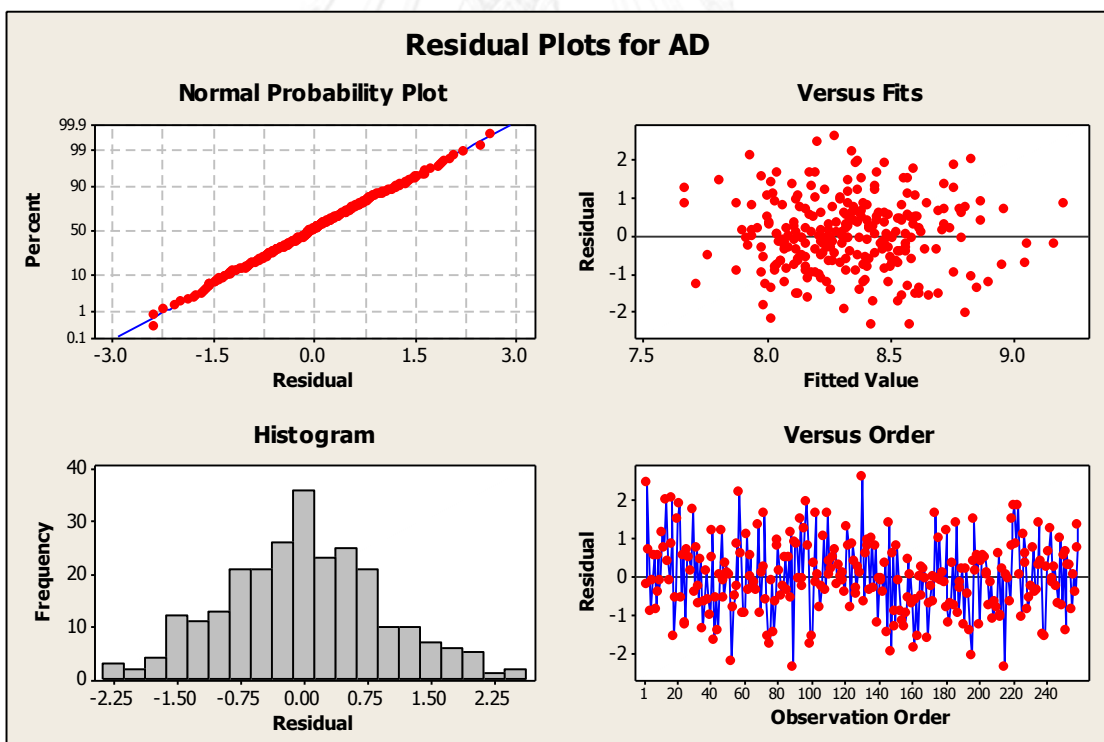 Residual Plots for AD
Normal Probability Plot
99.9
99
90
50
10
1
0.1
Percent
-3.0 -1.5 0.0 1.5 3.0
Residual
Versus Fits
2
1
0
-1
-2
Residual
7.5 8.0 8.5 9.0
Fitted Value
Histogram
40
30
20
10
0
Frequency
-2.25 -1.50 -0.75 0.00 0.75 1.50 2.25
Residual
Versus Order
2
1
0
-1
-2
Residual
1 20 40 60 80 100 120 140 160 180 200 220 240
Observation Order